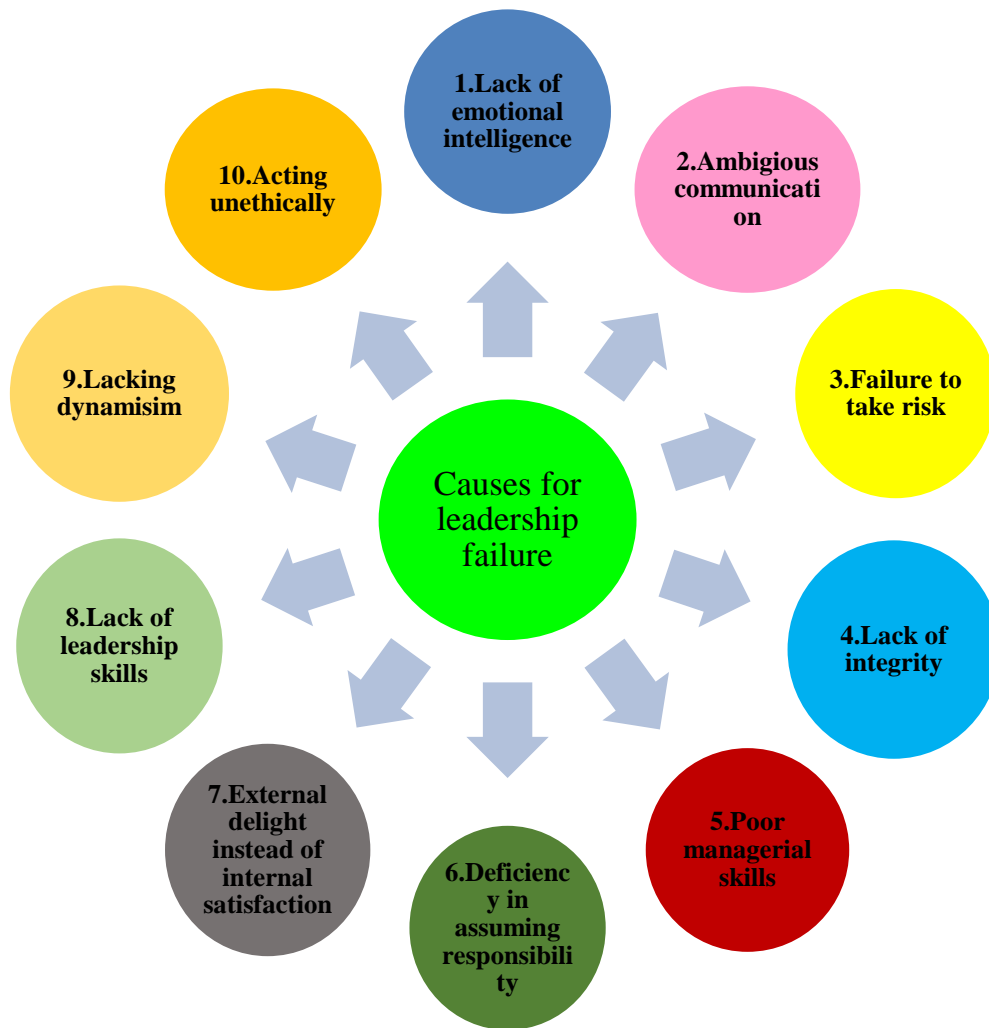 Causes for
leadership
failure
1.Lack of
emotional
intelligence
2.Ambigious
communicati
on
3.Failure to
take risk
4.Lack of
integrity
5.Poor
managerial
skills
6.Deficienc
y in
assuming
responsibili
ty
7.External
delight
instead of
internal
satisfaction
8.Lack of
leadership
skills
9.Lacking
dynamisim
10.Acting
unethically